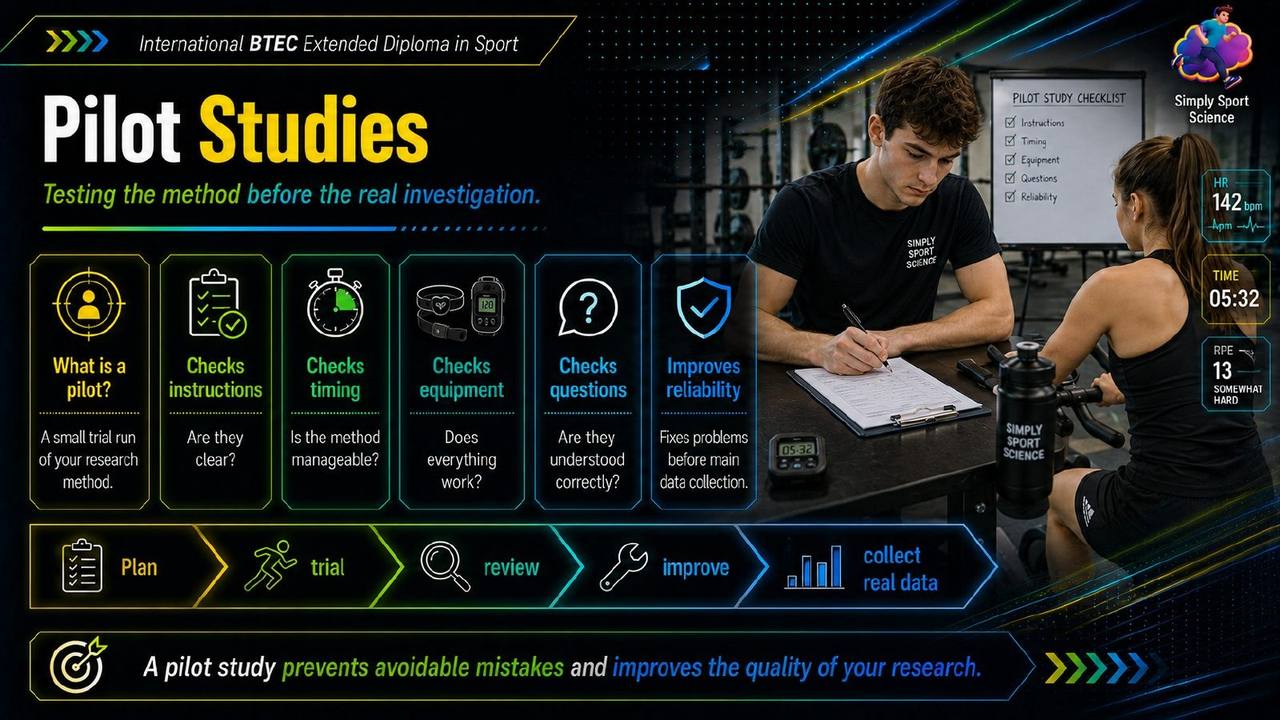 International BTEC Extended Diploma in Sport
Simply Sport
Science
Pilot Studies
Testing the method before the real investigation.
What is a
pilot?
A small trial run
of your research
method.
Checks
instructions
Are they
clear?
Checks
timing
Is the method
manageable?
Checks
equipment
Does
everything
work?
Checks
questions
Are they
understood
correctly?
Improves
reliability
Fixes problems
before main
data collection.
PILOT STUDY CHECKLIST
Instructions
Timing
Equipment
Questions
Reliability
SIMPLY
SPORT
SCIENCE
HR
142 bpm
TIME
05:32
RPE
13
SOMEWHAT
HARD
05:32
SIMPLY
SPORT
SCIENCE
Plan
trial
review
improve
collect
real data
A pilot study prevents avoidable mistakes and improves the quality of your research.